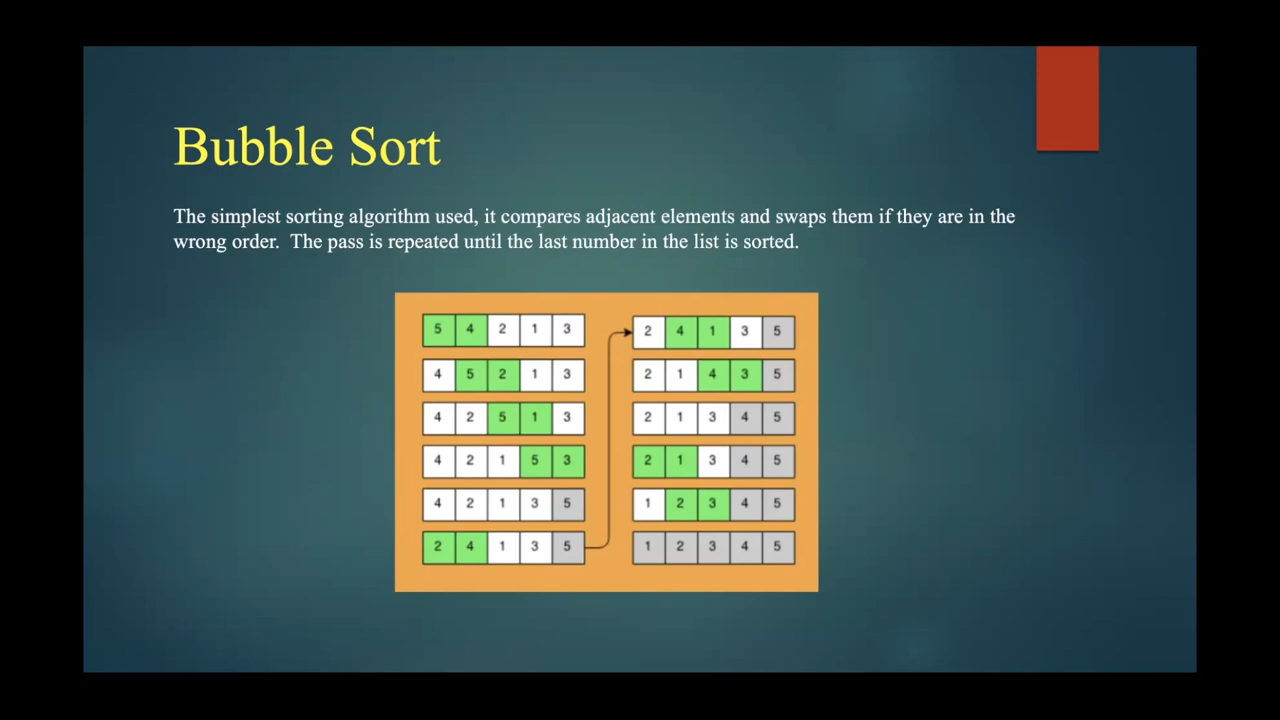 Bubble Sort
The simplest sorting algorithm used, it compares adjacent elements and swaps them if they are in the
wrong order.  The pass is repeated until the last number in the list is sorted.
5 4 2 1 3
4 5 2 1 3
4 2 5 1 3
4 2 1 5 3
4 2 1 3 5
2 4 1 3 5
2 4 1 3 5
2 1 4 3 5
2 1 3 4 5
2 1 3 4 5
1 2 3 4 5
1 2 3 4 5